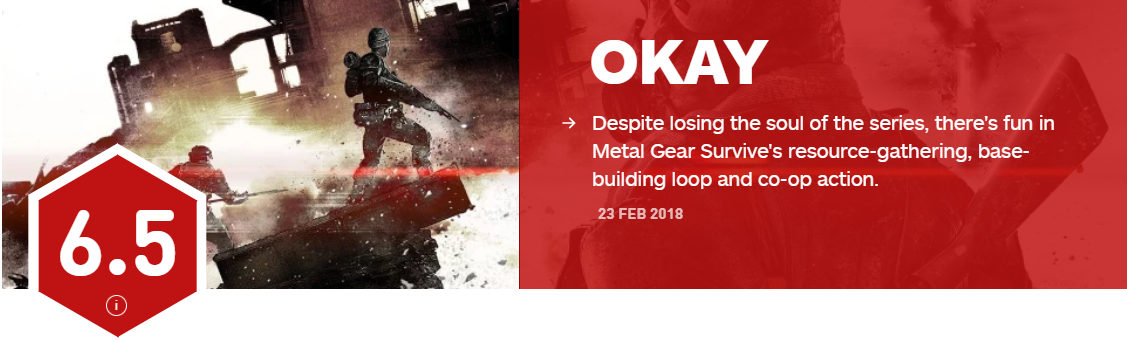 OKAY
→ Despite losing the soul of the series, there's fun in
Metal Gear Survive's resource-gathering, base-
building loop and co-op action.
23 FEB 2018
6.5
i